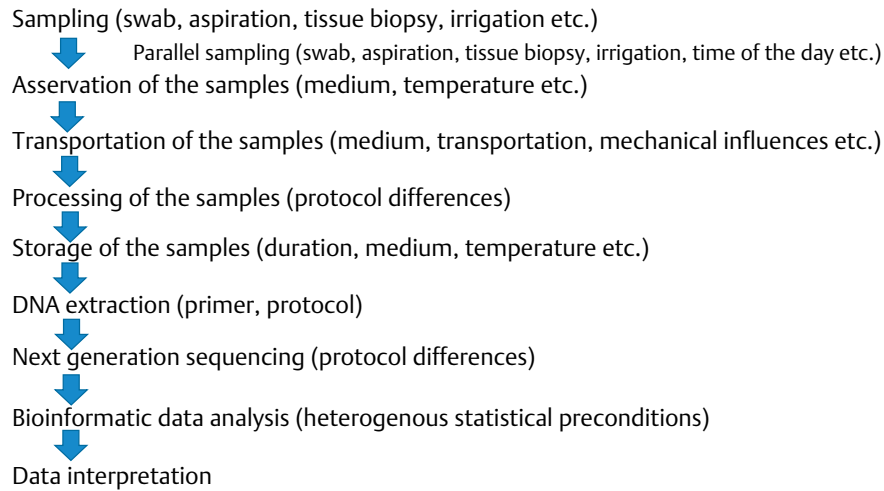 Sampling (swab, aspiration, tissue biopsy, irrigation etc.)
Parallel sampling (swab, aspiration, tissue biopsy, irrigation, time of the day etc.)
Asservation of the samples (medium, temperature etc.)
Transportation of the samples (medium, transportation, mechanical influences etc.)
Processing of the samples (protocol differences)
Storage of the samples (duration, medium, temperature etc.)
DNA extraction (primer, protocol)
Next generation sequencing (protocol differences)
Bioinformatic data analysis (heterogenous statistical preconditions)
Data interpretation